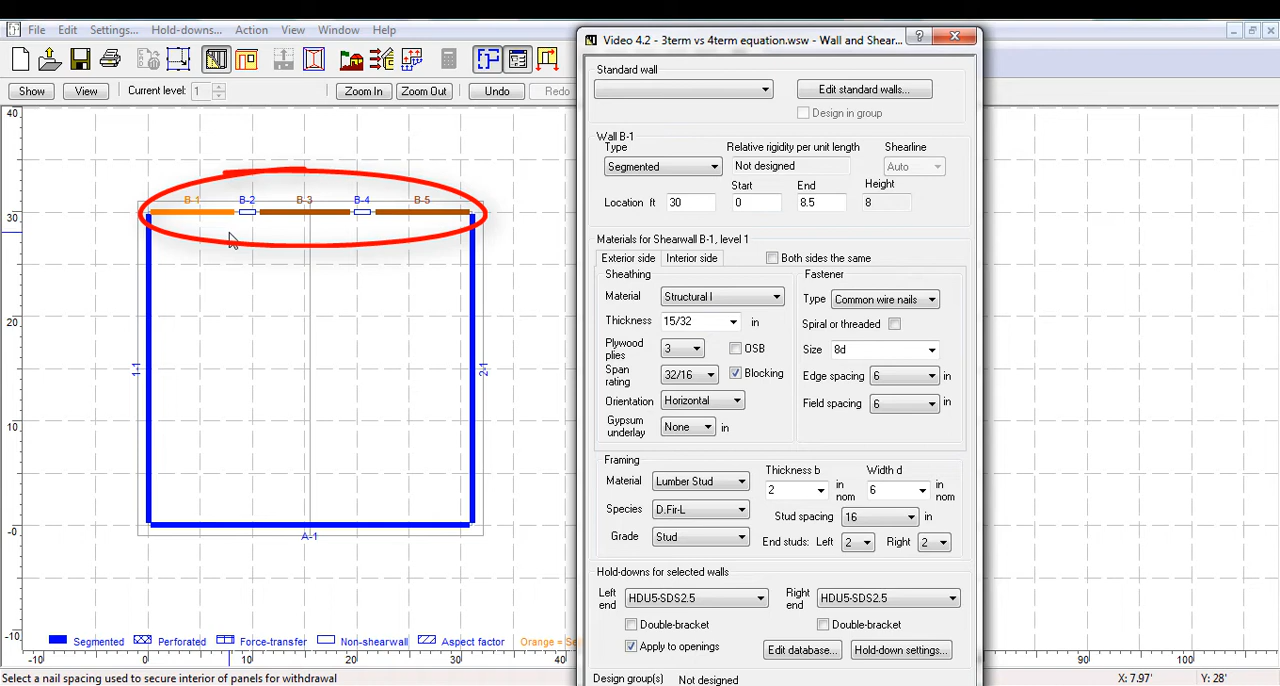 File Edit Settings... Hold-downs... Action View Window Help
Video 4.2 - 3term vs 4term equation.wsw - Wall and Shear...
Show View Current level: 1 Zoom In Zoom Out Undo Redo
Standard wall
Edit standard walls...
Design in group
Wall B-1
Type Relative rigidity per unit length Shearline
Segmented Not designed Auto
Start End Height
Location ft 30 0 8.5 8
Materials for Shearwall B-1, level 1
Exterior side Interior side Both sides the same
Sheathing Fastener
Material Structural I Type Common wire nails
Thickness 15/32 in Spiral or threaded
Plywood plies 3 OSB Size 8d
Span rating 32/16 Blocking Edge spacing 6 in
Orientation Horizontal Field spacing 6 in
Gypsum underlay None in
Framing
Material Lumber Stud Thickness b 2 in nom Width d 6 in nom
Species D.Fir-L Stud spacing 16 in
Grade Stud End studs: Left 2 Right 2
Hold-downs for selected walls
Left end HDU5-SDS2.5 Right end HDU5-SDS2.5
Double-bracket Double-bracket
Apply to openings Edit database... Hold-down settings...
Design group(s) Not designed
40
30
20
10
-0
-10
B-1 B-2 B-3 B-4 B-5
1-1 2-1
A-1
Segmented Perforated Force-transfer Non-shearwall Aspect factor Orange = Se
-10 0 10 20 30 40 90 100
Select a nail spacing used to secure interior of panels for withdrawal X: 7.97' Y: 28'